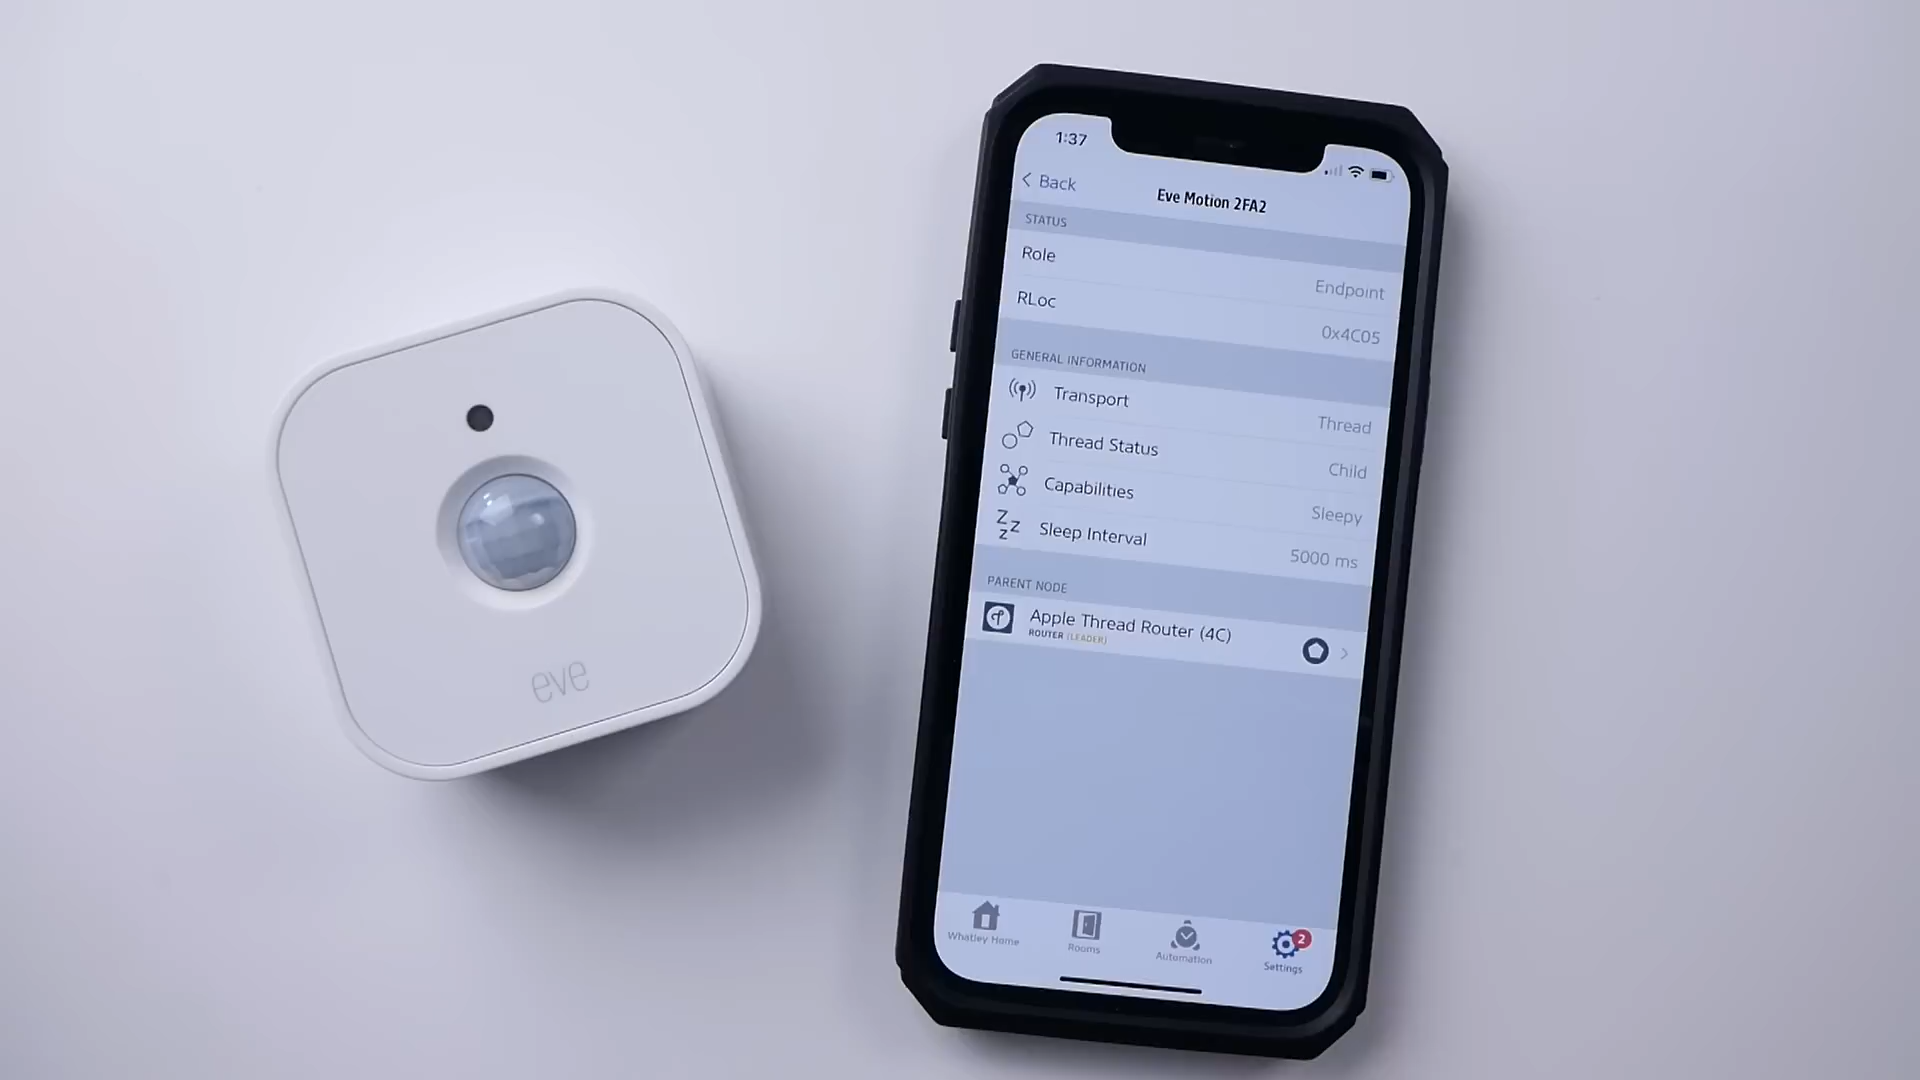 eve
1:37
Back
Eve Motion 2FA2
STATUS
Role Endpoint
RLoc 0x4C05
GENERAL INFORMATION
Transport Thread
Thread Status Child
Capabilities Sleepy
Sleep Interval 5000 ms
PARENT NODE
Apple Thread Router (4C)
ROUTER (LEADER)
2
Whatley Home Rooms Automation Settings